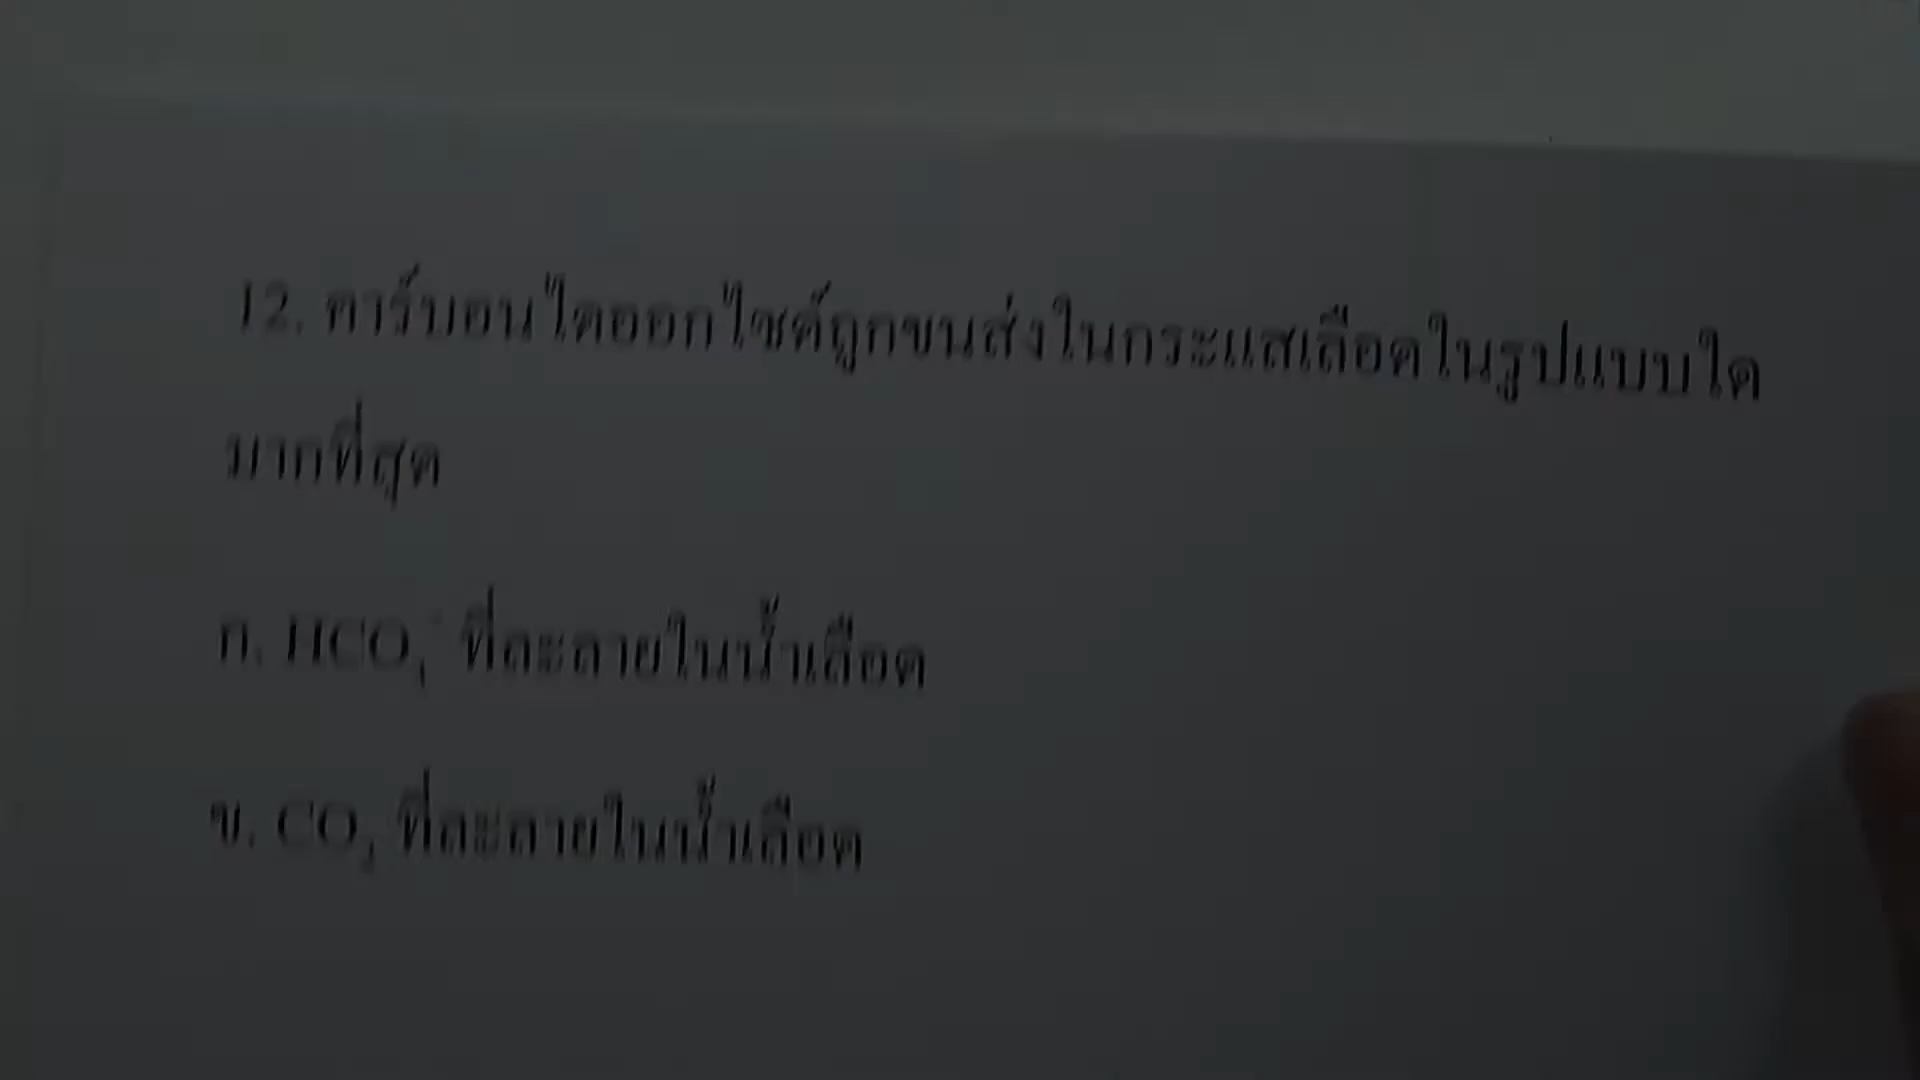 12. คาร์บอนไดออกไซด์ถูกขนส่งในกระแสเลือดในรูปแบบใด
มากที่สุด
ก. HCO₃⁻ ที่ละลายในน้ำเลือด
ข. CO₂ ที่ละลายในน้ำเลือด